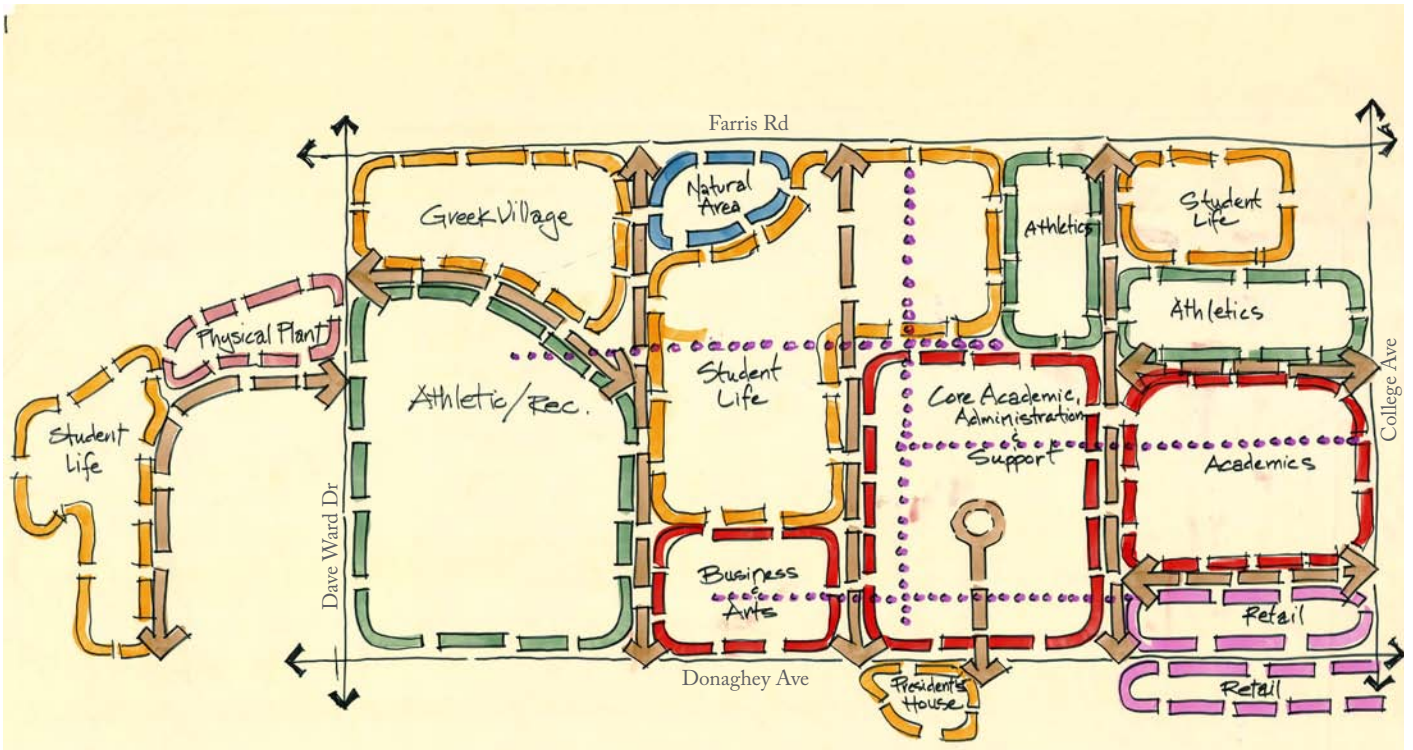 Farris Rd
Greek Village
Natural
Area
Athletics
Student
Life
Physical Plant
Athletics
Student
Life
Athletic/Rec.
Student
Life
Core Academic,
Administration
&
Support
Academics
College Ave
Dave Ward Dr
Business
&
Arts
Retail
Donaghey Ave
President's
House
Retail